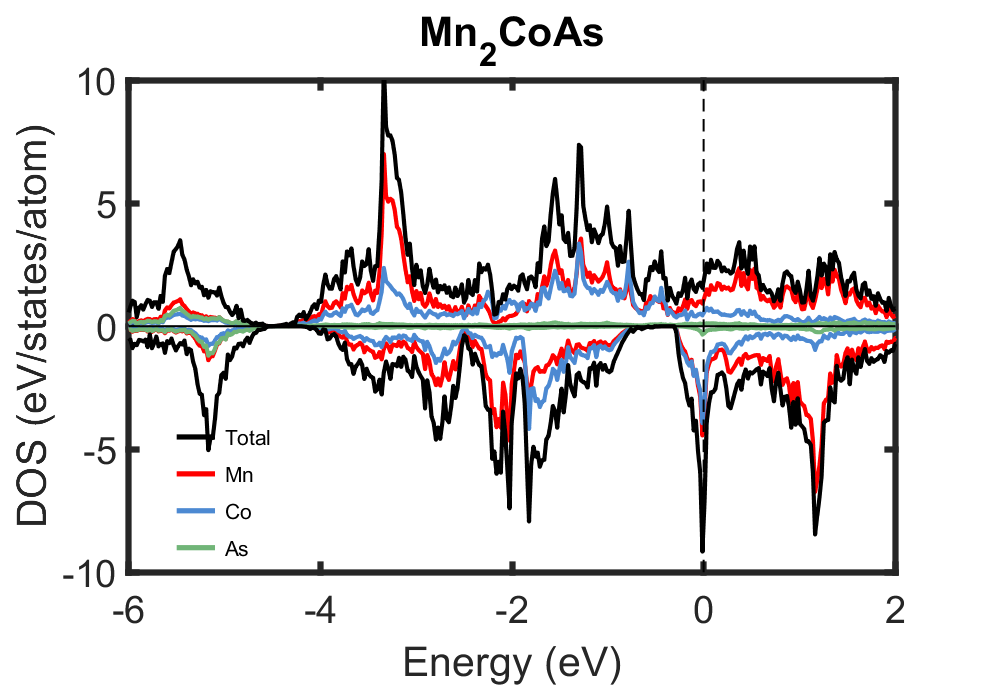 Mn2CoAs
DOS (eV/states/atom)
10
5
0
-5
-10
Total
Mn
Co
As
-6 -4 -2 0 2
Energy (eV)